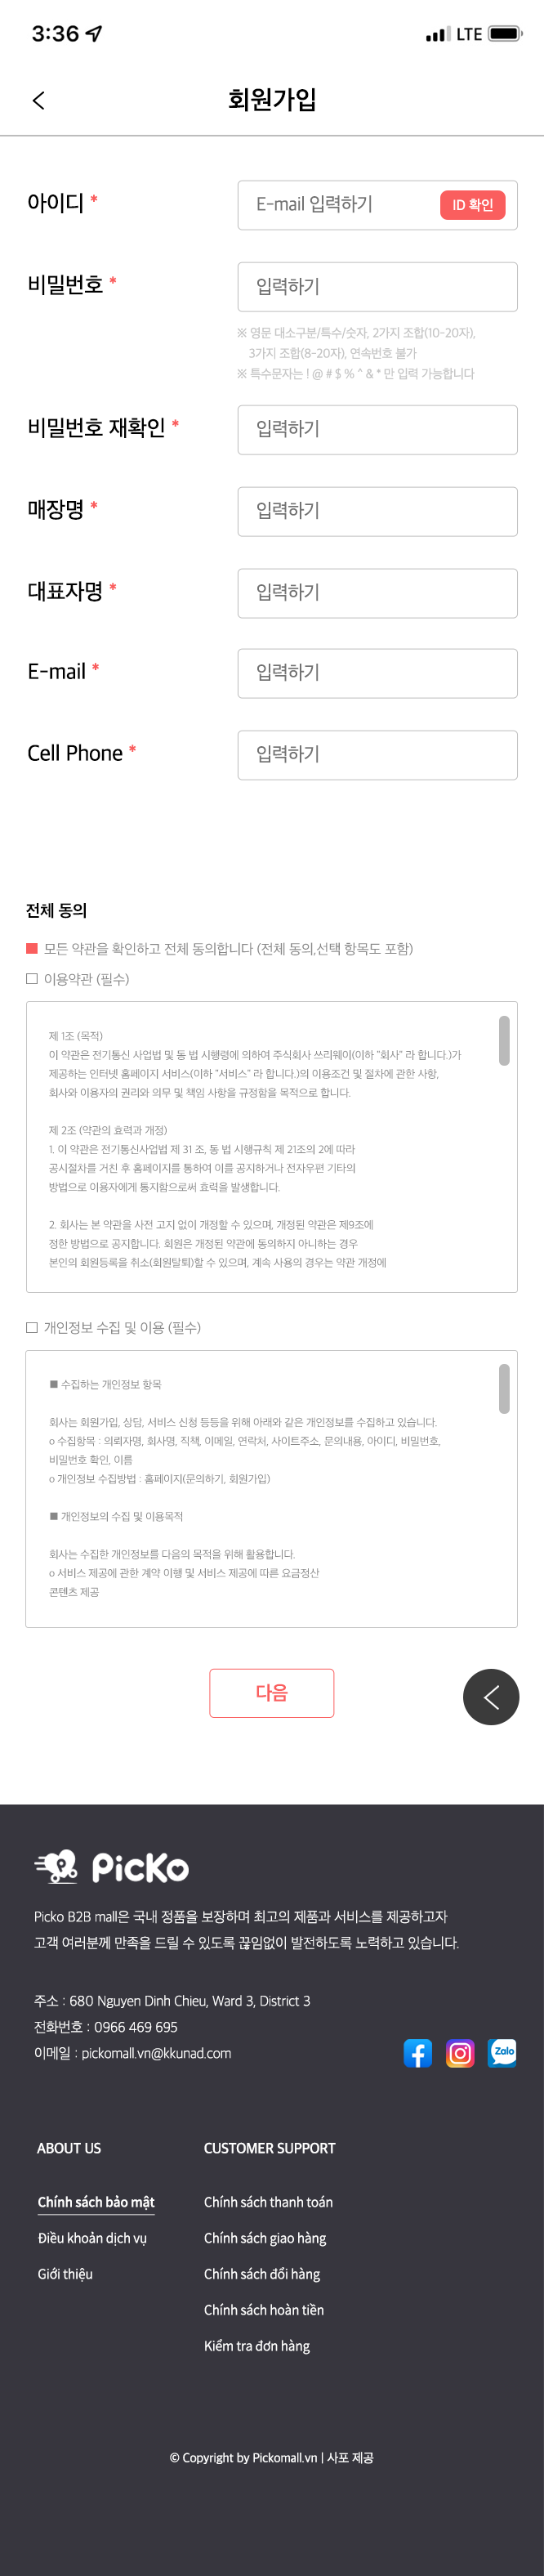 3:36
LTE
회원가입
아이디 *
E-mail 입력하기
ID 확인
비밀번호 *
입력하기
※ 영문 대소구분/특수/숫자, 2가지 조합(10~20자),
3가지 조합(8~20자), 연속번호 불가
※ 특수문자는 ! @ # $ % ^ & * 만 입력 가능합니다
비밀번호 재확인 *
입력하기
매장명 *
입력하기
대표자명 *
입력하기
E-mail *
입력하기
Cell Phone *
입력하기
전체 동의
모든 약관을 확인하고 전체 동의합니다 (전체 동의,선택 항목도 포함)
이용약관 (필수)
제 1조 (목적)
이 약관은 전기통신 사업법 및 동 법 시행령에 의하여 주식회사 쓰리웨이(이하 "회사" 라 합니다.)가
제공하는 인터넷 홈페이지 서비스(이하 "서비스" 라 합니다.)의 이용조건 및 절차에 관한 사항,
회사와 이용자의 권리와 의무 및 책임 사항을 규정함을 목적으로 합니다.
제 2조 (약관의 효력과 개정)
1. 이 약관은 전기통신사업법 제 31 조, 동 법 시행규칙 제 21조의 2에 따라
공시절차를 거친 후 홈페이지를 통하여 이를 공지하거나 전자우편 기타의
방법으로 이용자에게 통지함으로써 효력을 발생합니다.
2. 회사는 본 약관을 사전 고지 없이 개정할 수 있으며, 개정된 약관은 제9조에
정한 방법으로 공지합니다. 회원은 개정된 약관에 동의하지 아니하는 경우
본인의 회원등록을 취소(회원탈퇴)할 수 있으며, 계속 사용의 경우는 약관 개정에
개인정보 수집 및 이용 (필수)
■ 수집하는 개인정보 항목
회사는 회원가입, 상담, 서비스 신청 등등을 위해 아래와 같은 개인정보를 수집하고 있습니다.
o 수집항목 : 의뢰자명, 회사명, 직책, 이메일, 연락처, 사이트주소, 문의내용, 아이디, 비밀번호,
비밀번호 확인, 이름
o 개인정보 수집방법 : 홈페이지(문의하기, 회원가입)
■ 개인정보의 수집 및 이용목적
회사는 수집한 개인정보를 다음의 목적을 위해 활용합니다.
o 서비스 제공에 관한 계약 이행 및 서비스 제공에 따른 요금정산
콘텐츠 제공
다음
PicKo
Picko B2B mall은 국내 정품을 보장하며 최고의 제품과 서비스를 제공하고자
고객 여러분께 만족을 드릴 수 있도록 끊임없이 발전하도록 노력하고 있습니다.
주소 : 680 Nguyen Dinh Chieu, Ward 3, District 3
전화번호 : 0966 469 695
이메일 : pickomall.vn@kkunad.com
Zalo
ABOUT US
CUSTOMER SUPPORT
Chính sách bảo mật
Chính sách thanh toán
Điều khoản dịch vụ
Chính sách giao hàng
Giới thiệu
Chính sách đổi hàng
Chính sách hoàn tiền
Kiểm tra đơn hàng
© Copyright by Pickomall.vn | 사포 제공